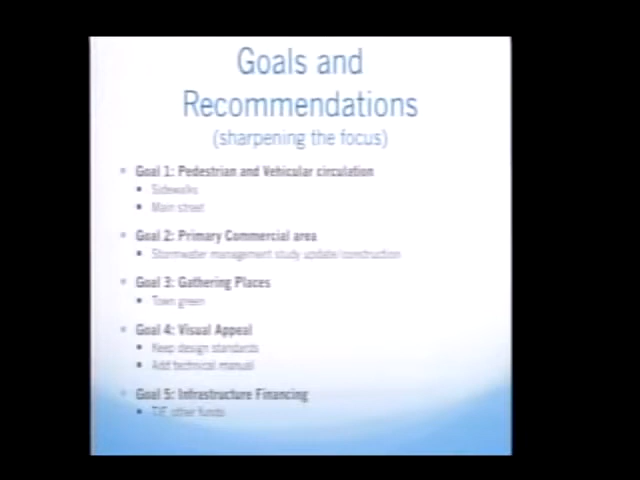 Goals and
Recommendations
(sharpening the focus)
Goal 1: Pedestrian and Vehicular circulation
Sidewalks
Main street
Goal 2: Primary Commercial area
Stormwater management study update/construction
Goal 3: Gathering Places
Town green
Goal 4: Visual Appeal
Keep design standards
Add technical manual
Goal 5: Infrastructure Financing
TIF, other funds